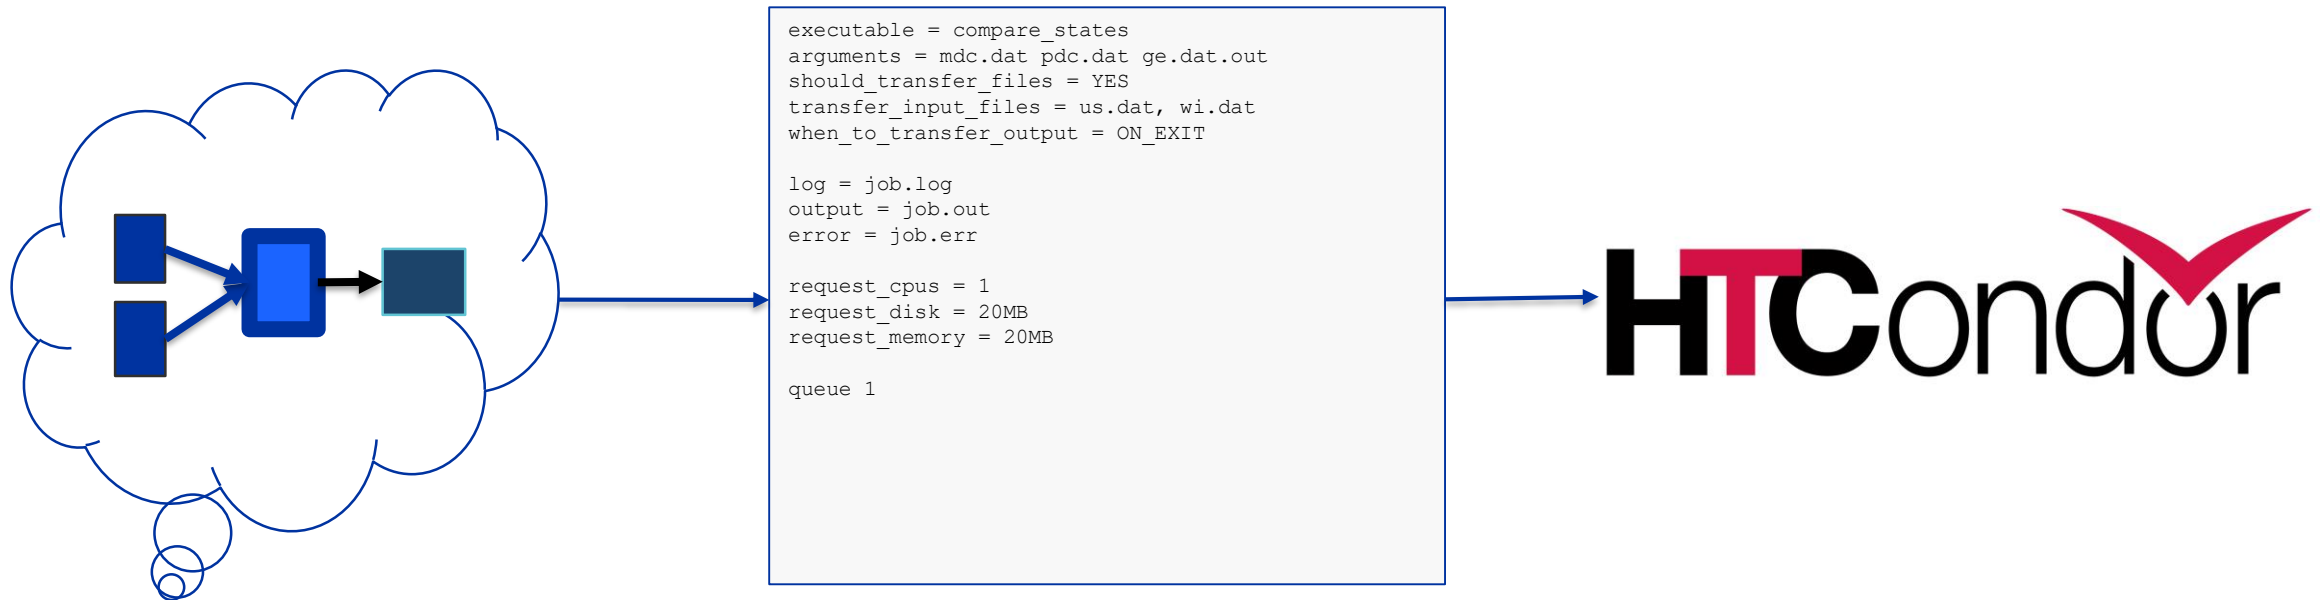 executable = compare_states
arguments = mdc.dat pdc.dat ge.dat.out
should_transfer_files = YES
transfer_input_files = us.dat, wi.dat
when_to_transfer_output = ON_EXIT
log = job.log
output = job.out
error = job.err
request_cpus = 1
request_disk = 20MB
request_memory = 20MB
queue 1
HTCondor